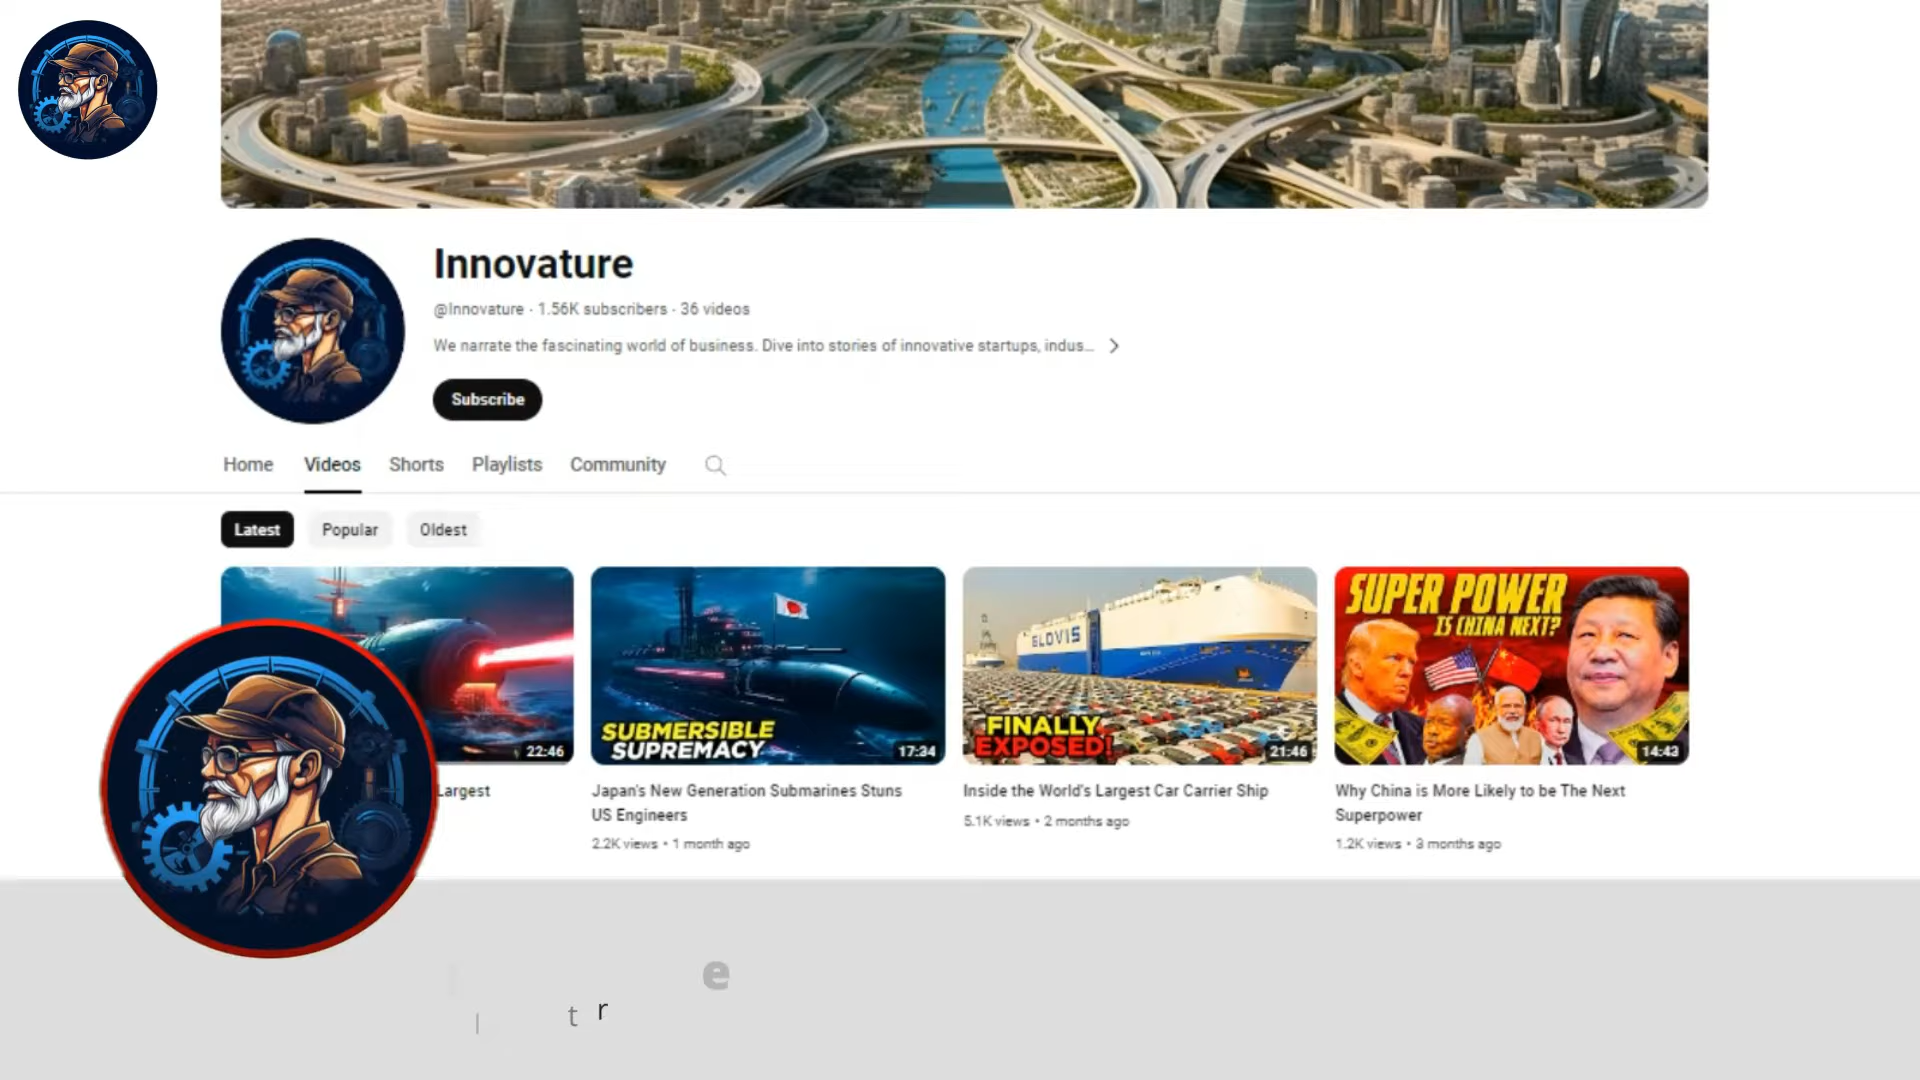 Innovature
@Innovature · 1.56K subscribers · 36 videos
We narrate the fascinating world of business. Dive into stories of innovative startups, indus...
Subscribe
Home Videos Shorts Playlists Community
Latest Popular Oldest
22:46
SUBMERSIBLE
SUPREMACY
17:34
GLOVIS
FINALLY
EXPOSED!
21:46
SUPER POWER
IS CHINA NEXT?
14:43
Largest
Japan's New Generation Submarines Stuns
US Engineers
2.2K views • 1 month ago
Inside the World's Largest Car Carrier Ship
5.1K views • 2 months ago
Why China is More Likely to be The Next
Superpower
1.2K views • 3 months ago
e
t r